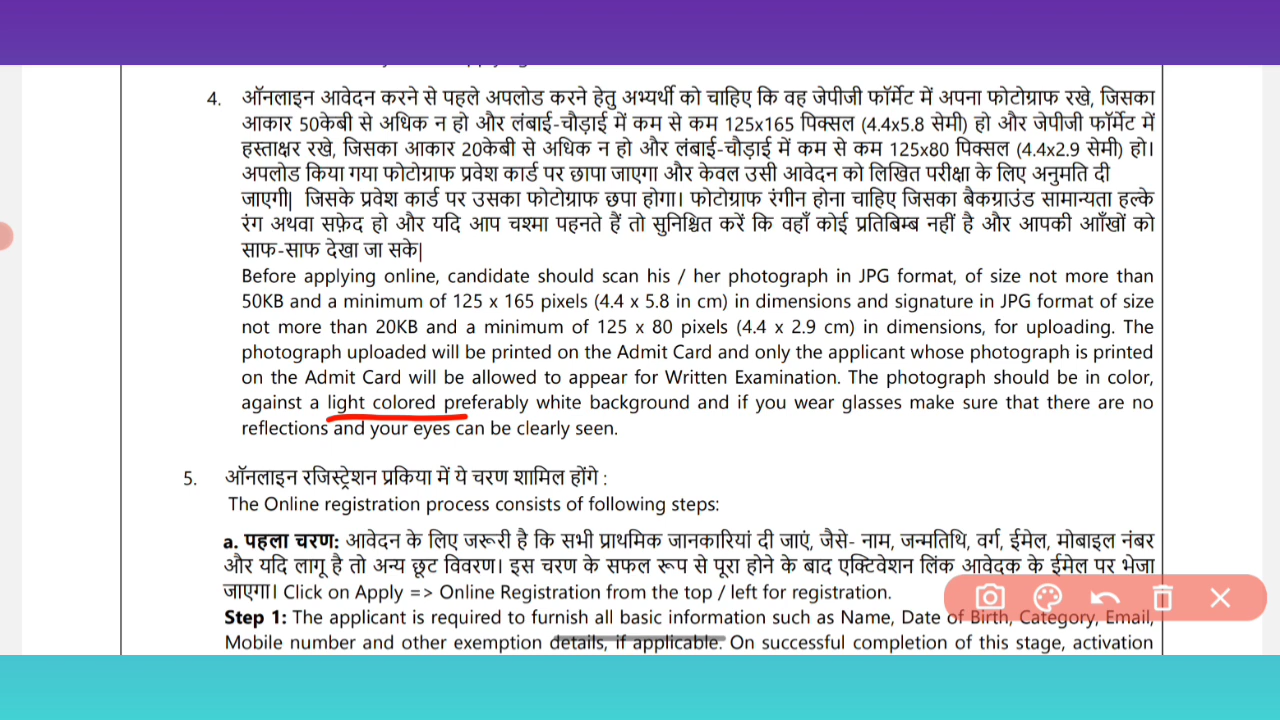 4. ऑनलाइन आवेदन करने से पहले अपलोड करने हेतु अभ्यर्थी को चाहिए कि वह जेपीजी फॉर्मेट में अपना फोटोग्राफ रखे, जिसका
आकार 50केबी से अधिक न हो और लंबाई-चौड़ाई में कम से कम 125x165 पिक्सल (4.4x5.8 सेमी) हो और जेपीजी फॉर्मेट में
हस्ताक्षर रखे, जिसका आकार 20केबी से अधिक न हो और लंबाई-चौड़ाई में कम से कम 125x80 पिक्सल (4.4x2.9 सेमी) हो।
अपलोड किया गया फोटोग्राफ प्रवेश कार्ड पर छापा जाएगा और केवल उसी आवेदन को लिखित परीक्षा के लिए अनुमति दी
जाएगी| जिसके प्रवेश कार्ड पर उसका फोटोग्राफ छपा होगा। फोटोग्राफ रंगीन होना चाहिए जिसका बैकग्राउंड सामान्यता हल्के
रंग अथवा सफ़ेद हो और यदि आप चश्मा पहनते हैं तो सुनिश्चित करें कि वहाँ कोई प्रतिबिम्ब नहीं है और आपकी आँखों को
साफ-साफ देखा जा सके|
Before applying online, candidate should scan his / her photograph in JPG format, of size not more than
50KB and a minimum of 125 x 165 pixels (4.4 x 5.8 in cm) in dimensions and signature in JPG format of size
not more than 20KB and a minimum of 125 x 80 pixels (4.4 x 2.9 cm) in dimensions, for uploading. The
photograph uploaded will be printed on the Admit Card and only the applicant whose photograph is printed
on the Admit Card will be allowed to appear for Written Examination. The photograph should be in color,
against a light colored preferably white background and if you wear glasses make sure that there are no
reflections and your eyes can be clearly seen.
5. ऑनलाइन रजिस्ट्रेशन प्रकिया में ये चरण शामिल होंगे :
The Online registration process consists of following steps:
a. पहला चरण: आवेदन के लिए जरूरी है कि सभी प्राथमिक जानकारियां दी जाएं, जैसे- नाम, जन्मतिथि, वर्ग, ईमेल, मोबाइल नंबर
और यदि लागू है तो अन्य छूट विवरण। इस चरण के सफल रूप से पूरा होने के बाद एक्टिवेशन लिंक आवेदक के ईमेल पर भेजा
जाएगा। Click on Apply => Online Registration from the top / left for registration.
Step 1: The applicant is required to furnish all basic information such as Name, Date of Birth, Category, Email,
Mobile number and other exemption details, if applicable. On successful completion of this stage, activation